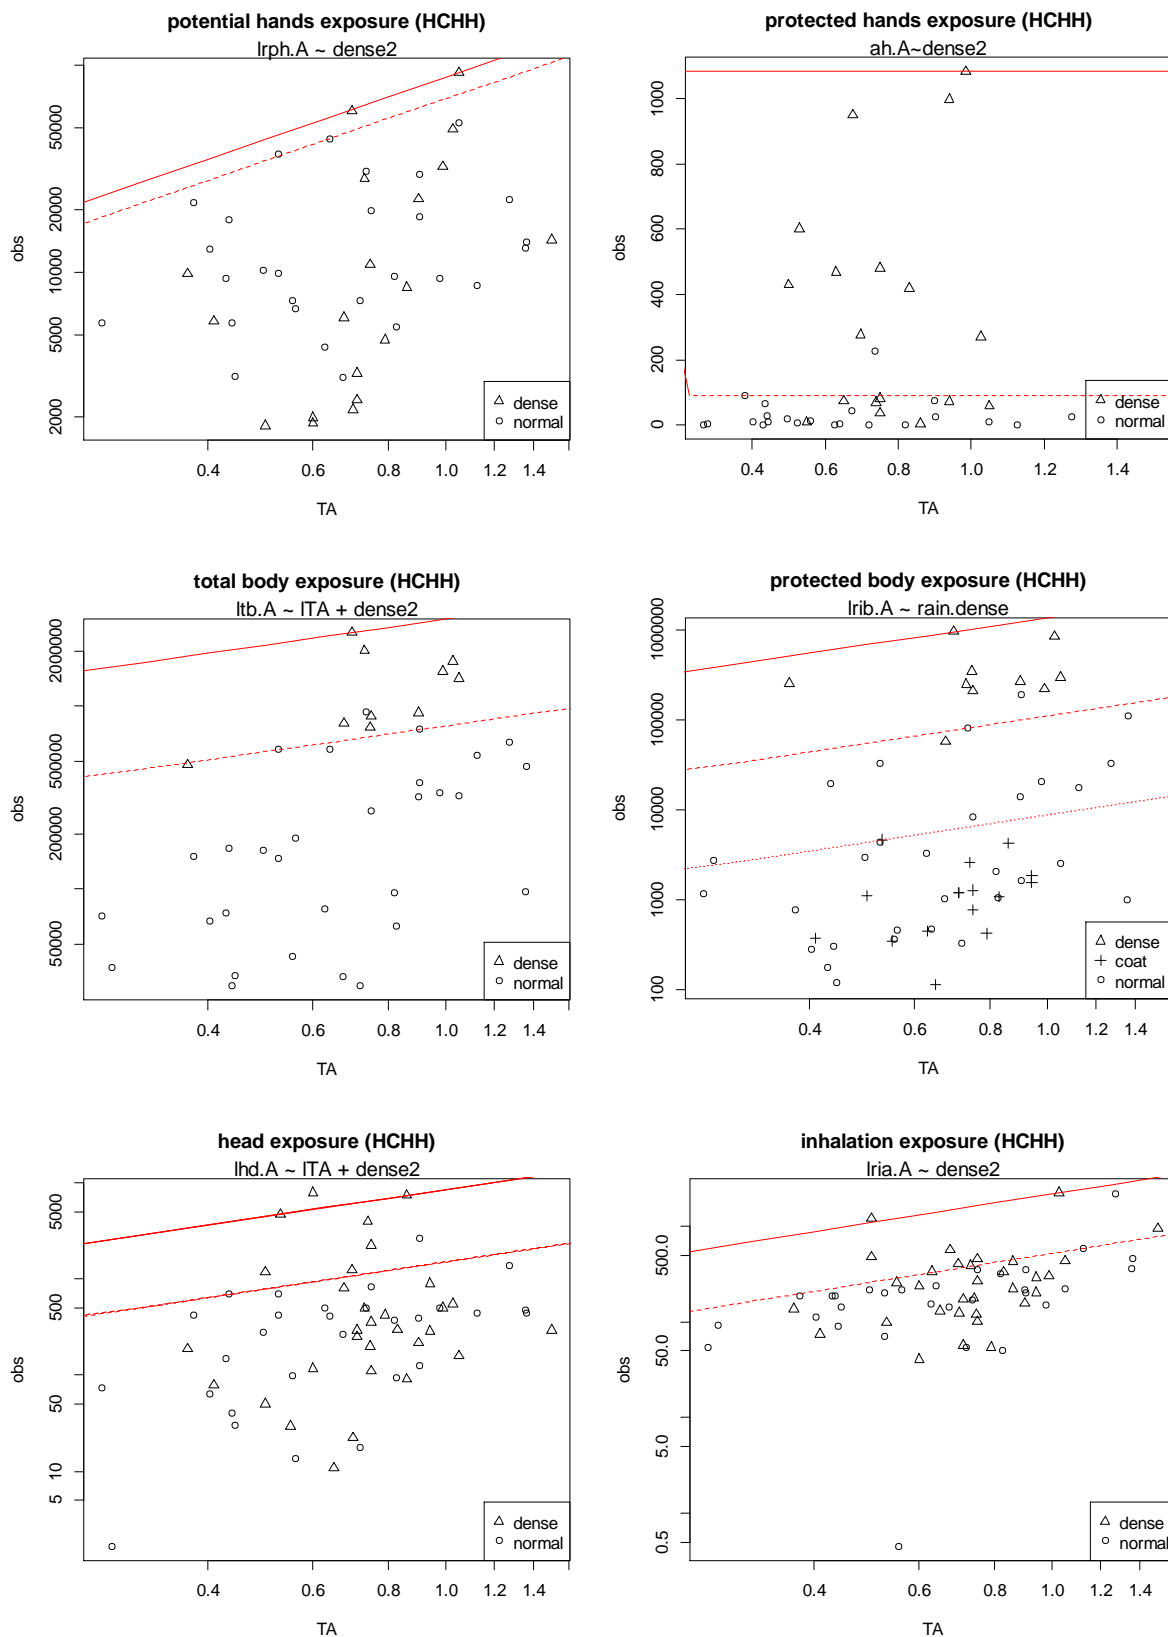 potential hands exposure (HCHH)
lrph.A ~ dense2
obs
50000
20000
10000
5000
2000
0.4 0.6 0.8 1.0 1.2 1.4
TA
dense
normal
protected hands exposure (HCHH)
ah.A~dense2
obs
1000
800
600
400
200
0
0.4 0.6 0.8 1.0 1.2 1.4
TA
dense
normal
total body exposure (HCHH)
ltb.A ~ lTA + dense2
obs
2000000
500000
200000
50000
0.4 0.6 0.8 1.0 1.2 1.4
TA
dense
normal
protected body exposure (HCHH)
lrib.A ~ rain.dense
obs
1000000
100000
10000
1000
100
0.4 0.6 0.8 1.0 1.2 1.4
TA
dense
coat
normal
head exposure (HCHH)
lhd.A ~ lTA + dense2
obs
5000
500
50
10
5
0.4 0.6 0.8 1.0 1.2 1.4
TA
dense
normal
inhalation exposure (HCHH)
lria.A ~ dense2
obs
500.0
50.0
5.0
0.5
0.4 0.6 0.8 1.0 1.2 1.4
TA
dense
normal